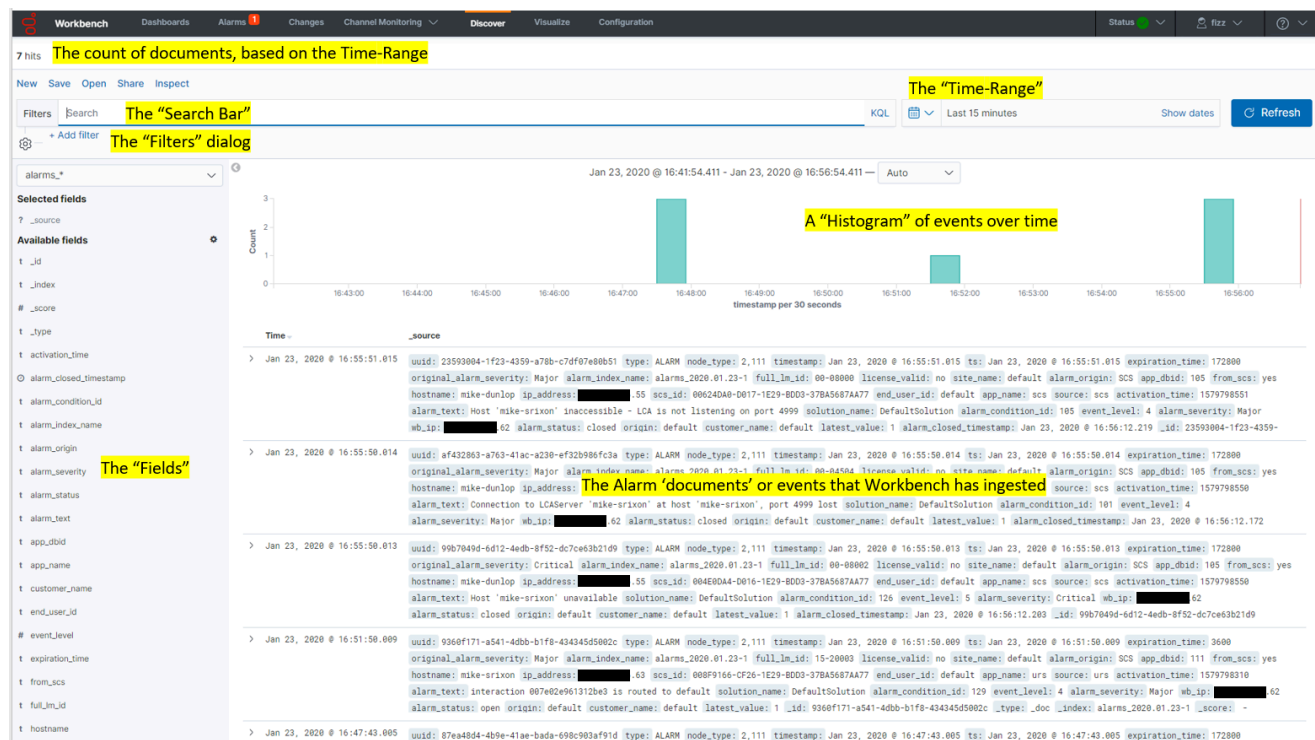 Workbench Dashboards Alarms 1 Changes Channel Monitoring Discover Visualize Configuration Status fizz
7 hits The count of documents, based on the Time-Range
New Save Open Share Inspect
The “Time-Range”
Filters Search The “Search Bar” KQL Last 15 minutes Show dates Refresh
+ Add filter The “Filters” dialog
alarms_* Jan 23, 2020 @ 16:41:54.411 - Jan 23, 2020 @ 16:56:54.411 — Auto
Selected fields
? _source
Available fields
t _id
t _index
# _score
t _type
t activation_time
alarm_closed_timestamp
t alarm_condition_id
t alarm_index_name
t alarm_origin
t alarm_severity
The “Fields”
t alarm_status
t alarm_text
t app_dbid
t app_name
t customer_name
t end_user_id
# event_level
t expiration_time
t from_scs
t full_lm_id
t hostname
A “Histogram” of events over time
Count
3
2
1
0
16:43:00 16:44:00 16:45:00 16:46:00 16:47:00 16:48:00 16:49:00 16:50:00 16:51:00 16:52:00 16:53:00 16:54:00 16:55:00 16:56:00
timestamp per 30 seconds
Time _source
Jan 23, 2020 @ 16:55:51.015 uuid: 23593004-1f23-4359-a78b-c7df07e80b51 type: ALARM node_type: 2,111 timestamp: Jan 23, 2020 @ 16:55:51.015 ts: Jan 23, 2020 @ 16:55:51.015 expiration_time: 172800
original_alarm_severity: Major alarm_index_name: alarms_2020.01.23-1 full_lm_id: 00-08000 license_valid: no site_name: default alarm_origin: SCS app_dbid: 105 from_scs: yes
hostname: mike-dunlop ip_address: .55 scs_id: 00624DA0-D017-1E29-BDD3-37BA5687AA77 end_user_id: default app_name: scs source: scs activation_time: 1579798551
alarm_text: Host 'mike-srixon' inaccessible - LCA is not listening on port 4999 solution_name: DefaultSolution alarm_condition_id: 105 event_level: 4 alarm_severity: Major
wb_ip: .62 alarm_status: closed origin: default customer_name: default latest_value: 1 alarm_closed_timestamp: Jan 23, 2020 @ 16:56:12.219 _id: 23593004-1f23-4359-
Jan 23, 2020 @ 16:55:50.014 uuid: af432863-a763-41ac-a230-ef32b986fc3a type: ALARM node_type: 2,111 timestamp: Jan 23, 2020 @ 16:55:50.014 ts: Jan 23, 2020 @ 16:55:50.014 expiration_time: 172800
original_alarm_severity: Major alarm_index_name: alarms_2020.01.23-1 full_lm_id: 00-04504 license_valid: no site_name: default alarm_origin: SCS app_dbid: 105 from_scs: yes
hostname: mike-dunlop ip_address: The Alarm ‘documents’ or events that Workbench has ingested source: scs activation_time: 1579798550
alarm_text: Connection to LCAServer 'mike-srixon' at host 'mike-srixon', port 4999 lost solution_name: DefaultSolution alarm_condition_id: 101 event_level: 4
alarm_severity: Major wb_ip: .62 alarm_status: closed origin: default customer_name: default latest_value: 1 alarm_closed_timestamp: Jan 23, 2020 @ 16:56:12.172
Jan 23, 2020 @ 16:55:50.013 uuid: 99b7049d-6d12-4edb-8f52-dc7ce63b21d9 type: ALARM node_type: 2,111 timestamp: Jan 23, 2020 @ 16:55:50.013 ts: Jan 23, 2020 @ 16:55:50.013 expiration_time: 172800
original_alarm_severity: Critical alarm_index_name: alarms_2020.01.23-1 full_lm_id: 00-08002 license_valid: no site_name: default alarm_origin: SCS app_dbid: 105 from_scs: yes
hostname: mike-dunlop ip_address: .55 scs_id: 004E0DA4-D016-1E29-BDD3-37BA5687AA77 end_user_id: default app_name: scs source: scs activation_time: 1579798550
alarm_text: Host 'mike-srixon' unavailable solution_name: DefaultSolution alarm_condition_id: 126 event_level: 5 alarm_severity: Critical wb_ip: 62
alarm_status: closed origin: default customer_name: default latest_value: 1 alarm_closed_timestamp: Jan 23, 2020 @ 16:56:12.203 _id: 99b7049d-6d12-4edb-8f52-dc7ce63b21d9
Jan 23, 2020 @ 16:51:50.009 uuid: 9360f171-a541-4dbb-b1f8-434345d5002c type: ALARM node_type: 2,111 timestamp: Jan 23, 2020 @ 16:51:50.009 ts: Jan 23, 2020 @ 16:51:50.009 expiration_time: 3600
original_alarm_severity: Major alarm_index_name: alarms_2020.01.23-1 full_lm_id: 15-20003 license_valid: no site_name: default alarm_origin: SCS app_dbid: 111 from_scs: yes
hostname: mike-srixon ip_address: .63 scs_id: 008F9166-CF26-1E29-BDD3-37BA5687AA77 end_user_id: default app_name: urs source: urs activation_time: 1579798310
alarm_text: interaction 007e02e961312be3 is routed to default solution_name: DefaultSolution alarm_condition_id: 129 event_level: 4 alarm_severity: Major wb_ip: .62
alarm_status: open origin: default customer_name: default latest_value: 1 _id: 9360f171-a541-4dbb-b1f8-434345d5002c _type: _doc _index: alarms_2020.01.23-1 _score: -
Jan 23, 2020 @ 16:47:43.005 uuid: 87ea48d4-4b9e-41ae-bada-698c903af91d type: ALARM node_type: 2,111 timestamp: Jan 23, 2020 @ 16:47:43.005 ts: Jan 23, 2020 @ 16:47:43.005 expiration_time: 172800